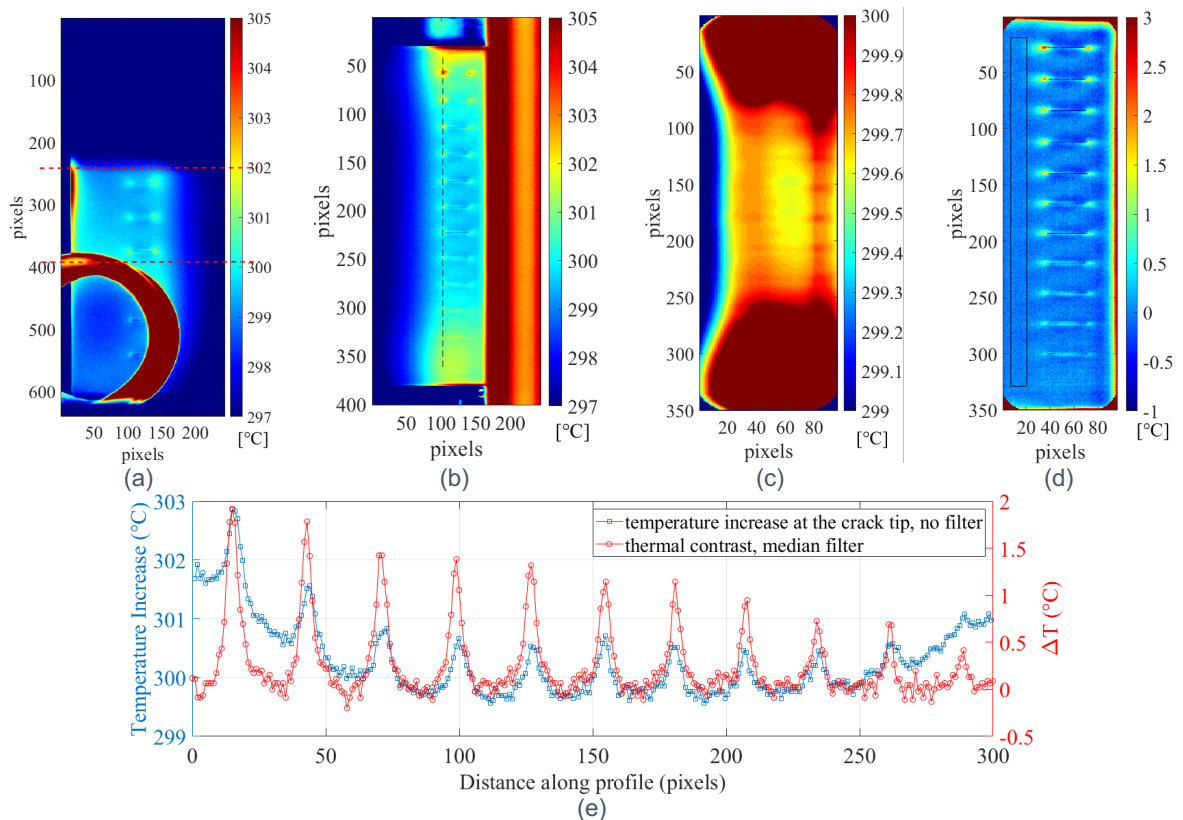 305
304
303
302
301
300
299
298
297
[°C]
100
200
300
400
500
600
pixels
50 100 150 200
pixels
(a)
305
304
303
302
301
300
299
298
297
[°C]
50
100
150
200
250
300
350
400
pixels
50 100 150 200
pixels
(b)
300
299.9
299.8
299.7
299.6
299.5
299.4
299.3
299.2
299.1
299
[°C]
50
100
150
200
250
300
350
pixels
20 40 60 80
pixels
(c)
3
2.5
2
1.5
1
0.5
0
-0.5
-1
[°C]
50
100
150
200
250
300
350
pixels
20 40 60 80
pixels
(d)
303
302
301
300
299
Temperature Increase (°C)
temperature increase at the crack tip, no filter
thermal contrast, median filter
2
1.5
1
0.5
0
-0.5
ΔT (°C)
0 50 100 150 200 250 300
Distance along profile (pixels)
(e)